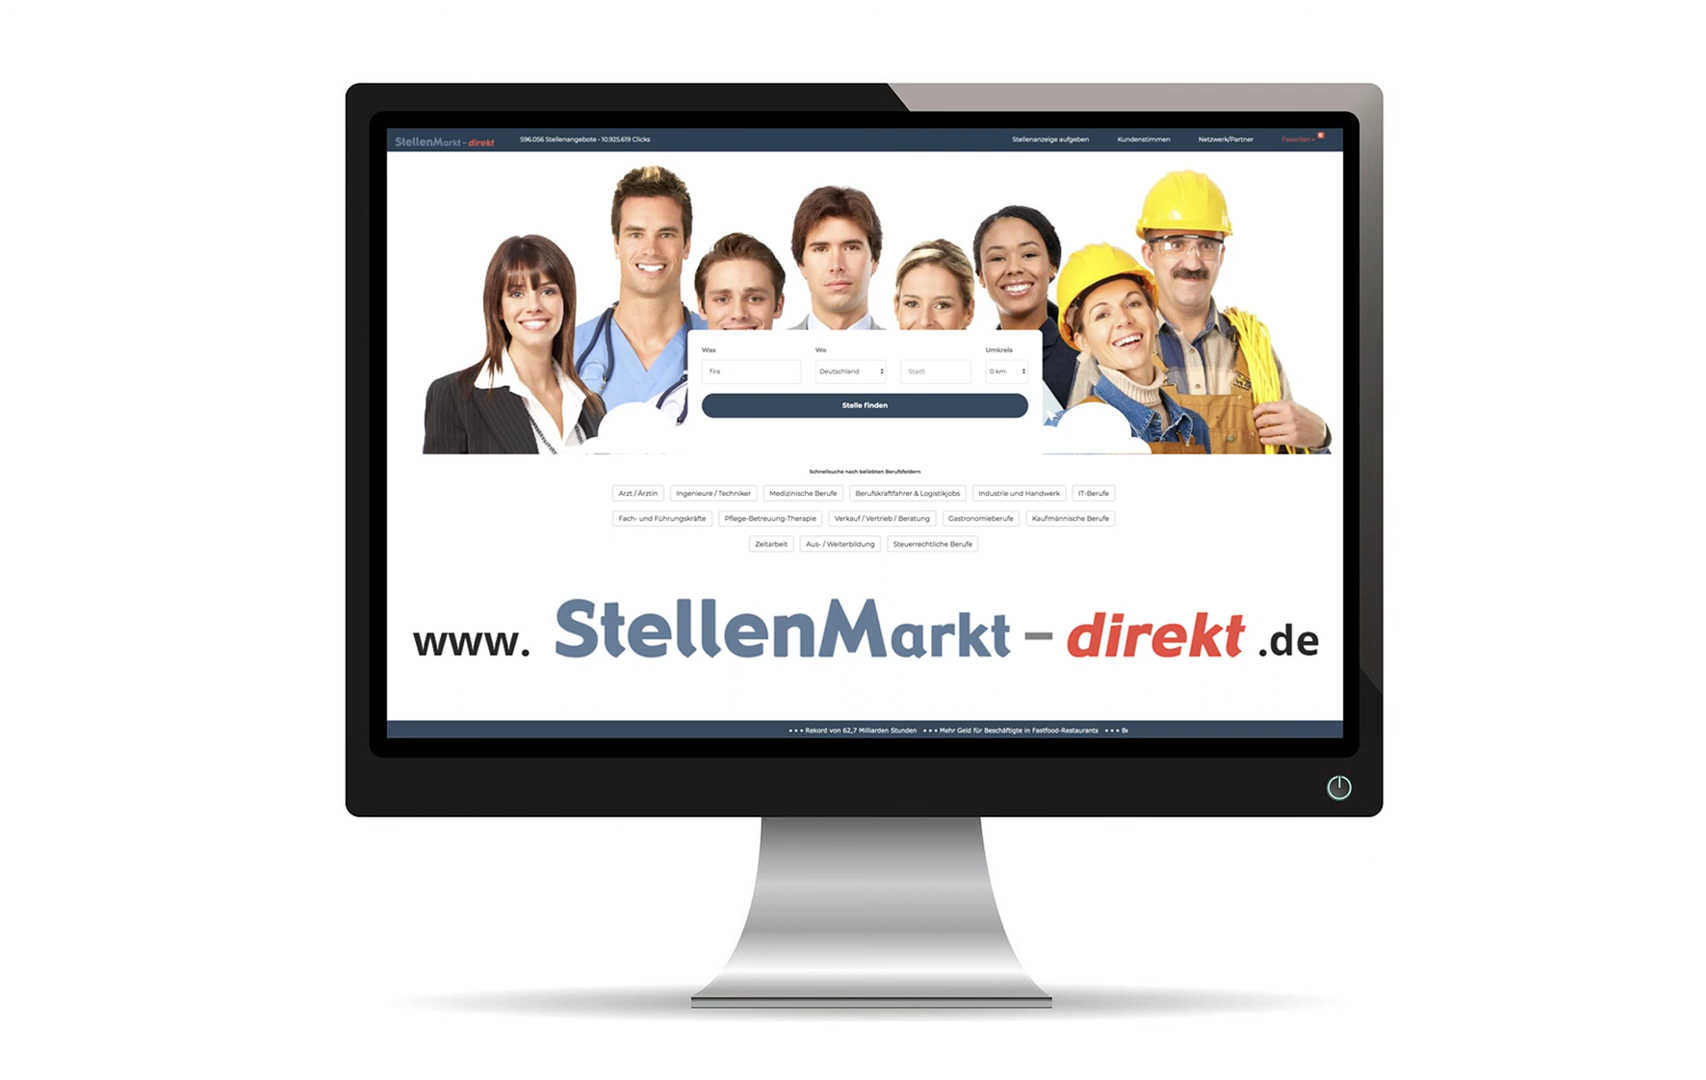 StellenMarkt - direkt
596.056 Stellenangebote • 10.925.619 Clicks
Stellenanzeige aufgeben
Kundenstimmen
Netzwerk/Partner
Favoriten
Was
Wo
Umkreis
fira
Deutschland
Stadt
0 km
Stelle finden
Schnellsuche nach beliebten Berufsfeldern
Arzt / Ärztin
Ingenieure / Techniker
Medizinische Berufe
Berufskraftfahrer & Logistikjobs
Industrie und Handwerk
IT-Berufe
Fach- und Führungskräfte
Pflege-Betreuung-Therapie
Verkauf / Vertrieb / Beratung
Gastronomieberufe
Kaufmännische Berufe
Zeitarbeit
Aus- / Weiterbildung
Steuerrechtliche Berufe
www. StellenMarkt - direkt .de
• • • Rekord von 62,7 Milliarden Stunden • • • Mehr Geld für Beschäftigte in Fastfood-Restaurants • • • Be